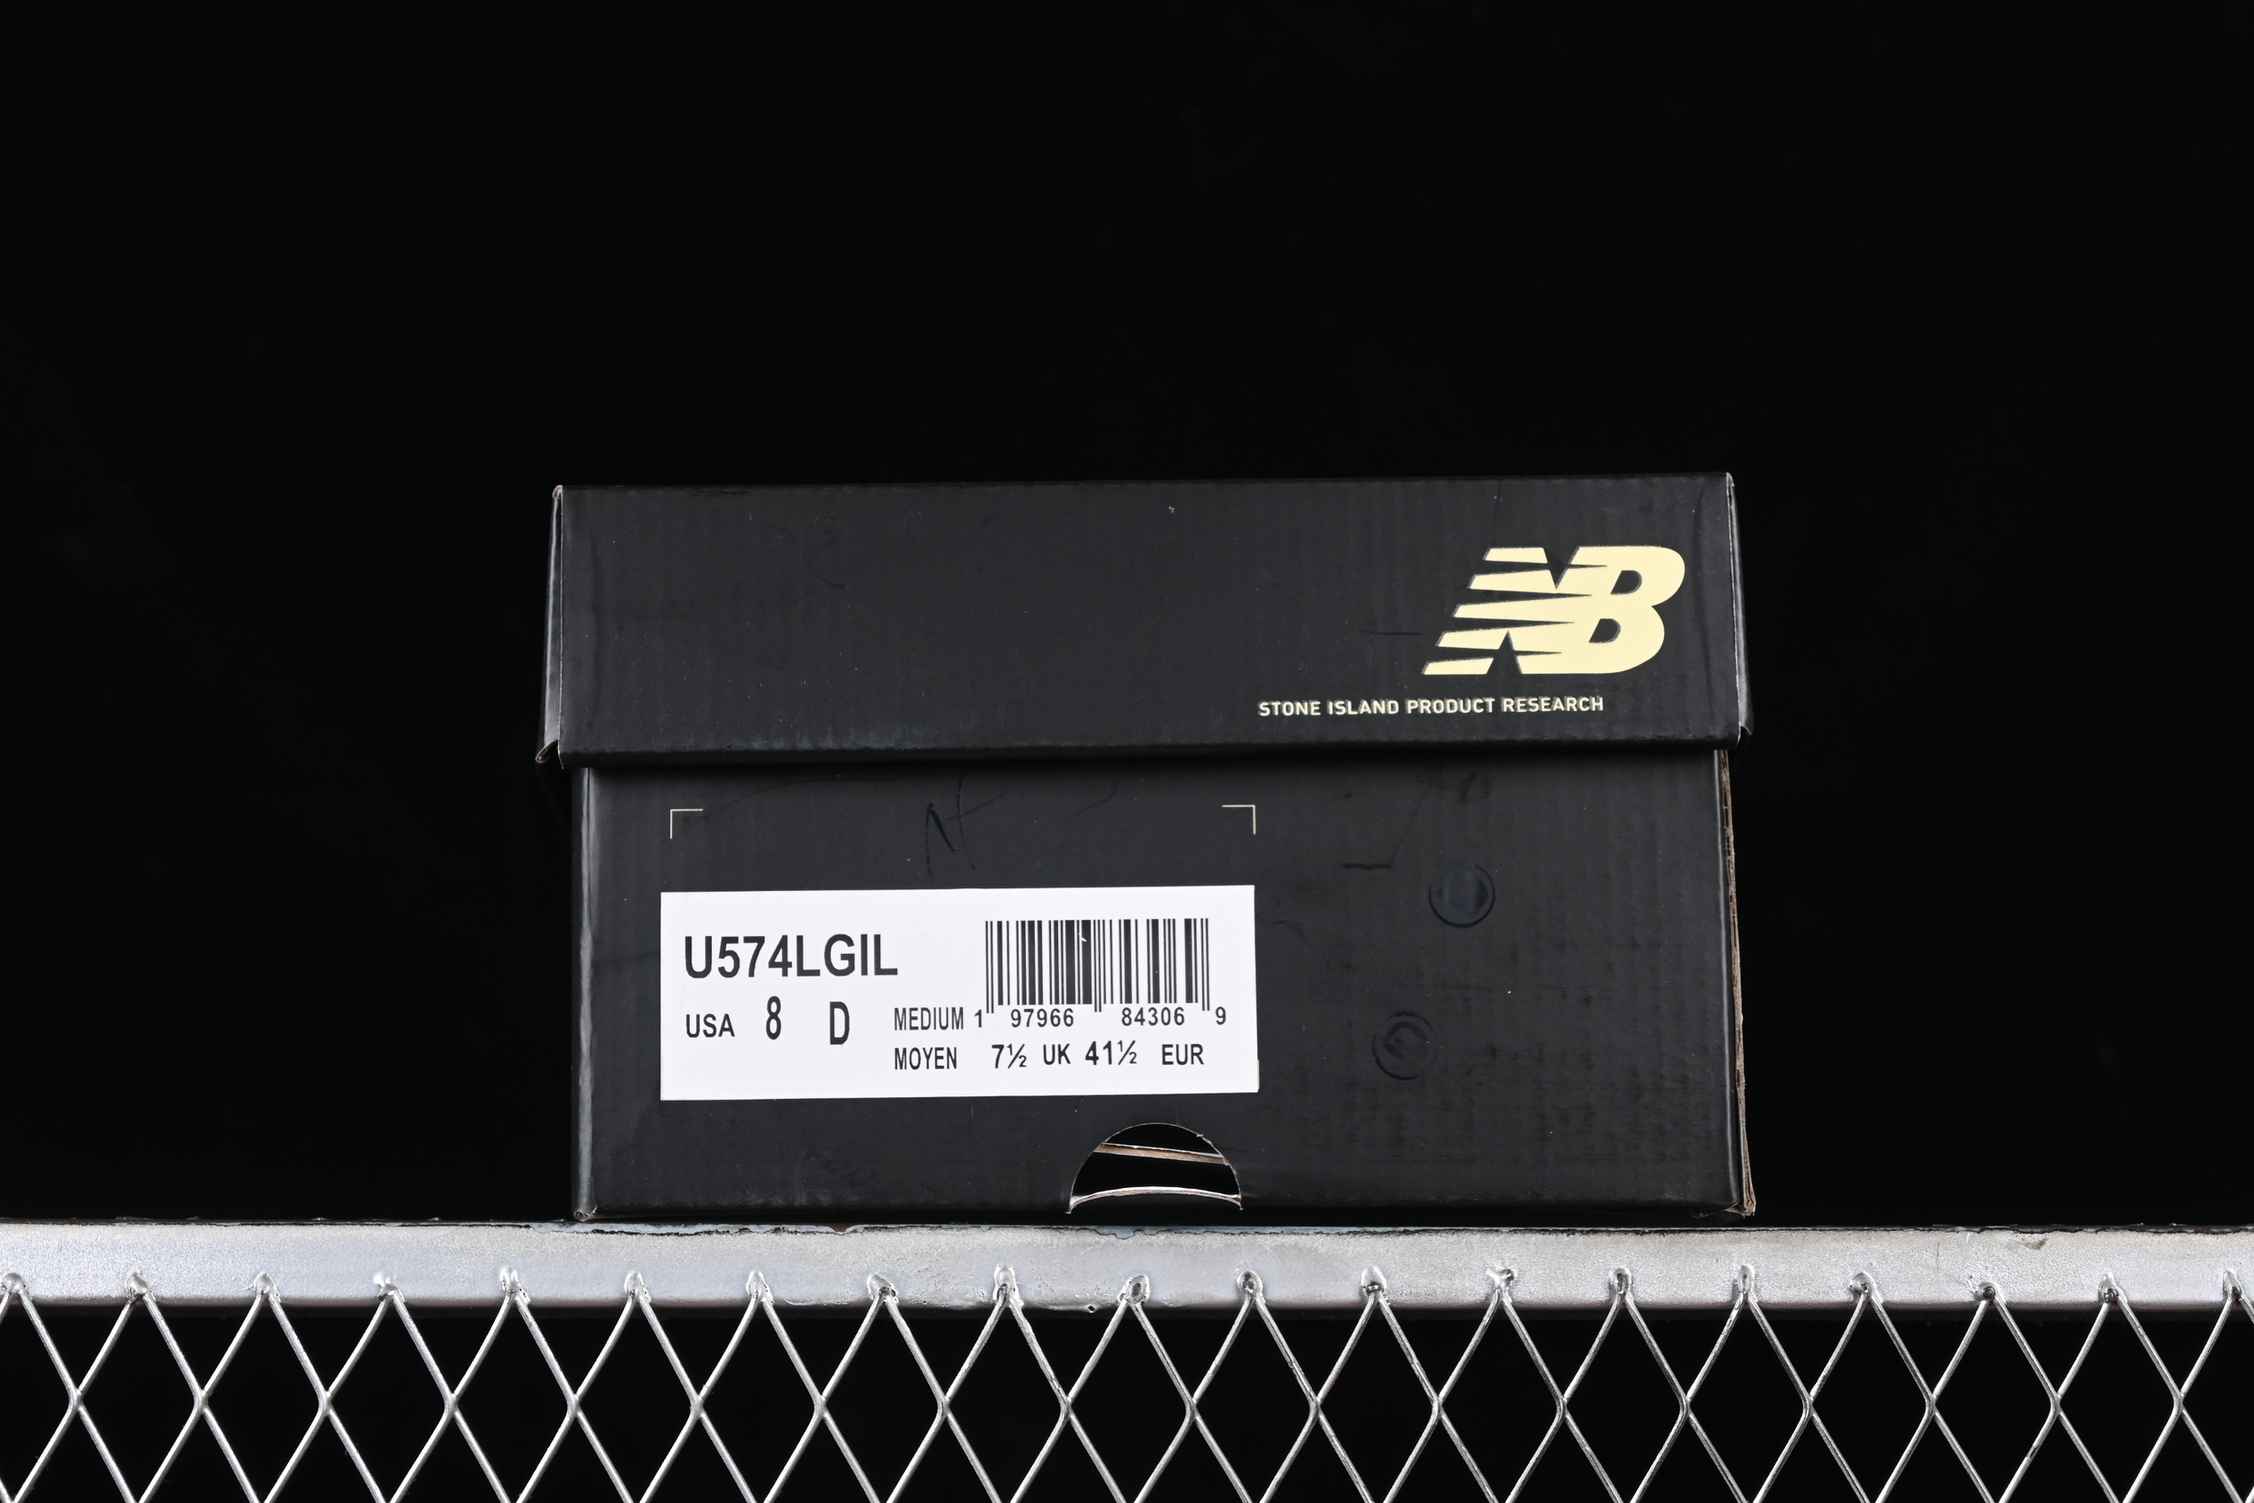 NB
STONE ISLAND PRODUCT RESEARCH
U574LGIL
USA 8 D MEDIUM 1 97966 84306 9
MOYEN 7½ UK 41½ EUR